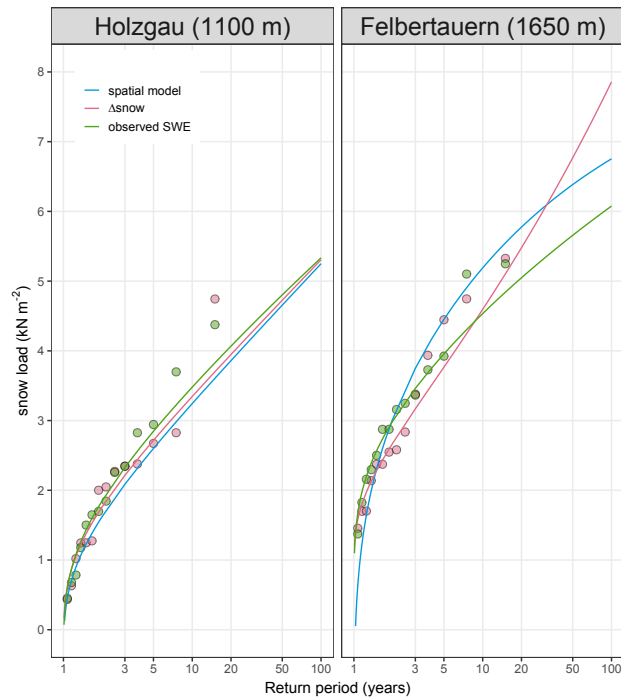 Holzgau (1100 m)
Felbertauern (1650 m)
8
7
6
5
4
3
2
1
0
snow load (kN m⁻²)
spatial model
Δsnow
observed SWE
1 3 5 10 20 50 100
1 3 5 10 20 50 100
Return period (years)